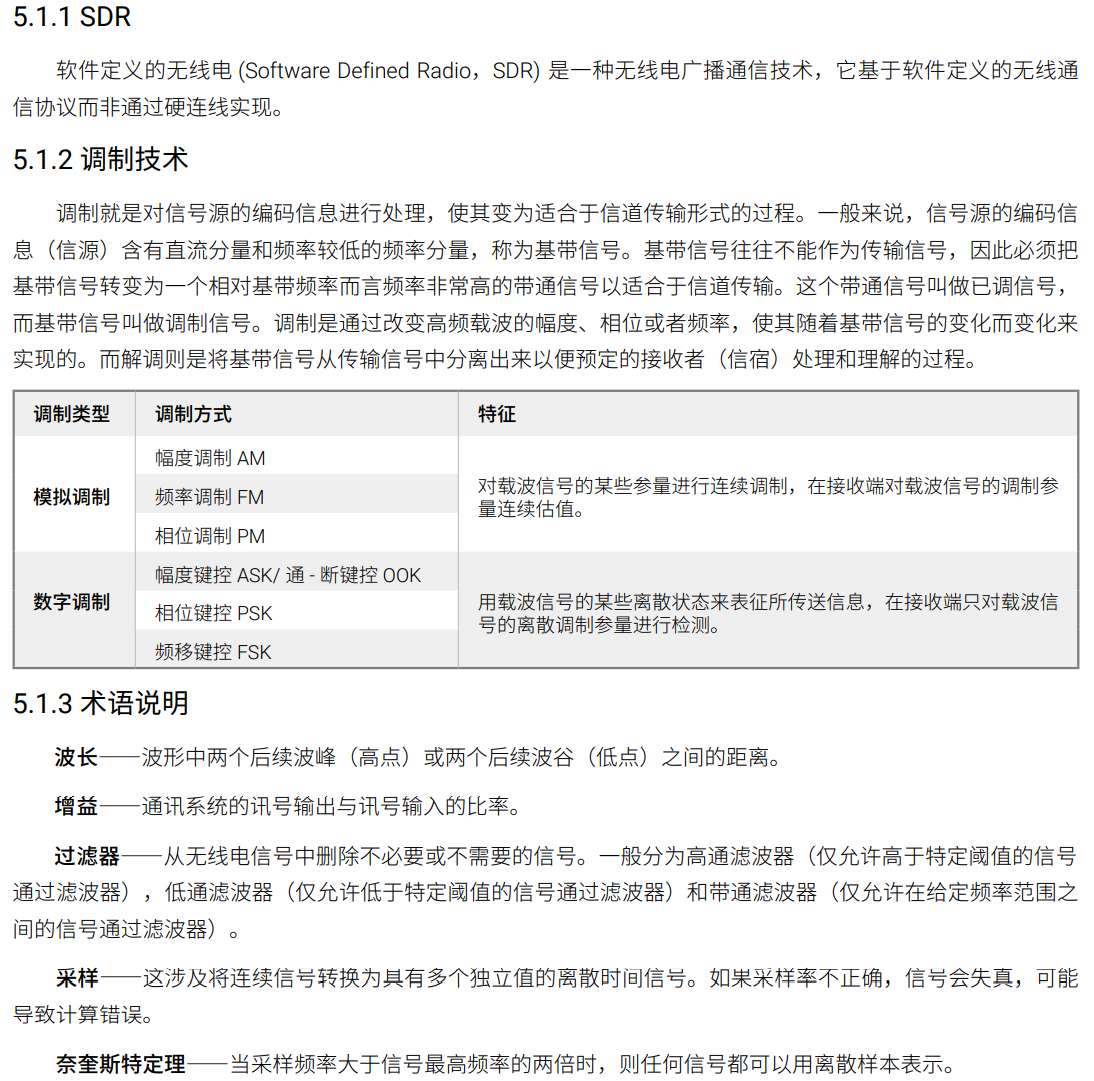 5.1.1 SDR
软件定义的无线电 (Software Defined Radio，SDR) 是一种无线电广播通信技术，它基于软件定义的无线通
信协议而非通过硬连线实现。
5.1.2 调制技术
调制就是对信号源的编码信息进行处理，使其变为适合于信道传输形式的过程。一般来说，信号源的编码信
息（信源）含有直流分量和频率较低的频率分量，称为基带信号。基带信号往往不能作为传输信号，因此必须把
基带信号转变为一个相对基带频率而言频率非常高的带通信号以适合于信道传输。这个带通信号叫做已调信号，
而基带信号叫做调制信号。调制是通过改变高频载波的幅度、相位或者频率，使其随着基带信号的变化而变化来
实现的。而解调则是将基带信号从传输信号中分离出来以便预定的接收者（信宿）处理和理解的过程。
调制类型 调制方式 特征
模拟调制
幅度调制 AM
频率调制 FM
相位调制 PM
对载波信号的某些参量进行连续调制，在接收端对载波信号的调制参
量连续估值。
数字调制
幅度键控 ASK/ 通 - 断键控 OOK
相位键控 PSK
频移键控 FSK
用载波信号的某些离散状态来表征所传送信息，在接收端只对载波信
号的离散调制参量进行检测。
5.1.3 术语说明
波长——波形中两个后续波峰（高点）或两个后续波谷（低点）之间的距离。
增益——通讯系统的讯号输出与讯号输入的比率。
过滤器——从无线电信号中删除不必要或不需要的信号。一般分为高通滤波器（仅允许高于特定阈值的信号
通过滤波器），低通滤波器（仅允许低于特定阈值的信号通过滤波器）和带通滤波器（仅允许在给定频率范围之
间的信号通过滤波器）。
采样——这涉及将连续信号转换为具有多个独立值的离散时间信号。如果采样率不正确，信号会失真，可能
导致计算错误。
奈奎斯特定理——当采样频率大于信号最高频率的两倍时，则任何信号都可以用离散样本表示。